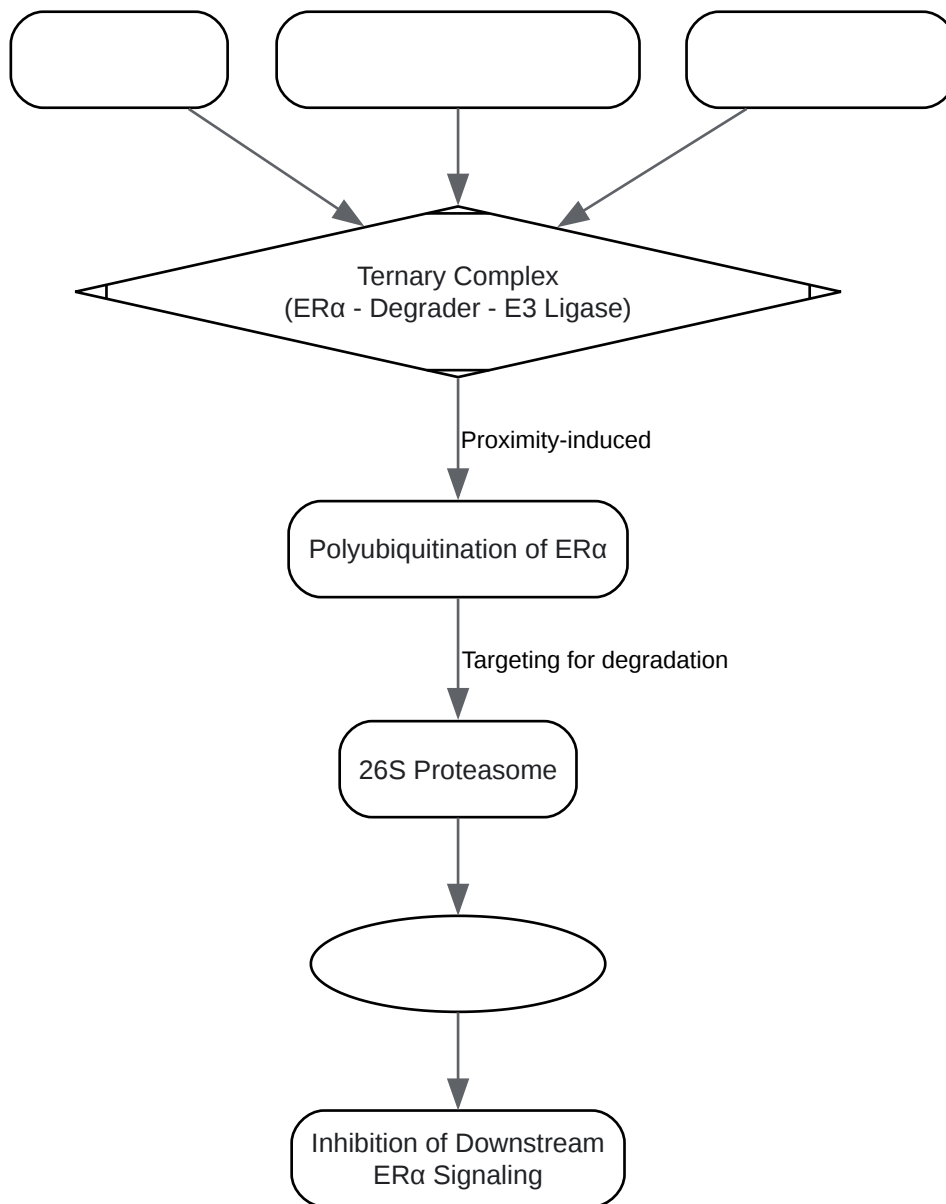 Ternary Complex
(ERα - Degrader - E3 Ligase)
Proximity-induced
Polyubiquitination of ERα
Targeting for degradation
26S Proteasome
Inhibition of Downstream
ERα Signaling